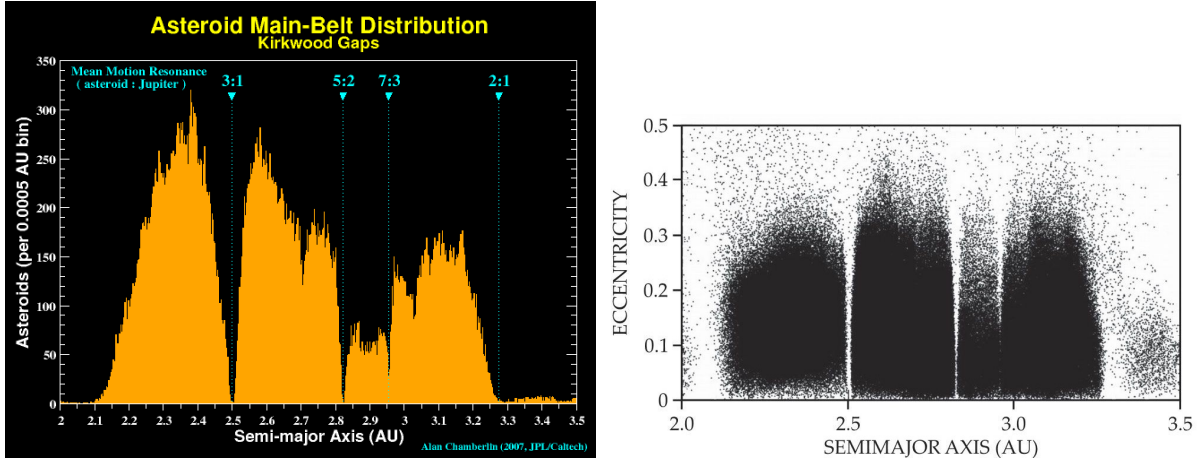 Asteroid Main-Belt Distribution
Kirkwood Gaps
Mean Motion Resonance
( asteroid : Jupiter )
3:1 5:2 7:3 2:1
Asteroids (per 0.0005 AU bin)
350
300
250
200
150
100
50
0
2 2.1 2.2 2.3 2.4 2.5 2.6 2.7 2.8 2.9 3 3.1 3.2 3.3 3.4 3.5
Semi-major Axis (AU)
Alan Chamberlin (2007, JPL/Caltech)
ECCENTRICITY
0.5
0.4
0.3
0.2
0.1
0
2.0 2.5 3.0 3.5
SEMIMAJOR AXIS (AU)